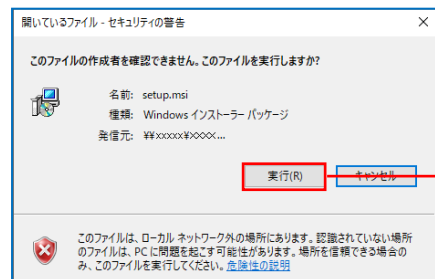 開いているファイル - セキュリティの警告
このファイルの作成者を確認できません。このファイルを実行しますか?
名前: setup.msi
種類: Windows インストーラー パッケージ
発信元: ¥¥xxxxx¥xxxx...
実行(R)
キャンセル
このファイルは、ローカル ネットワーク外の場所にあります。認識されていない場所
のファイルは、PC に問題を起こす可能性があります。場所を信頼できる場合の
み、このファイルを実行してください。危険性の説明